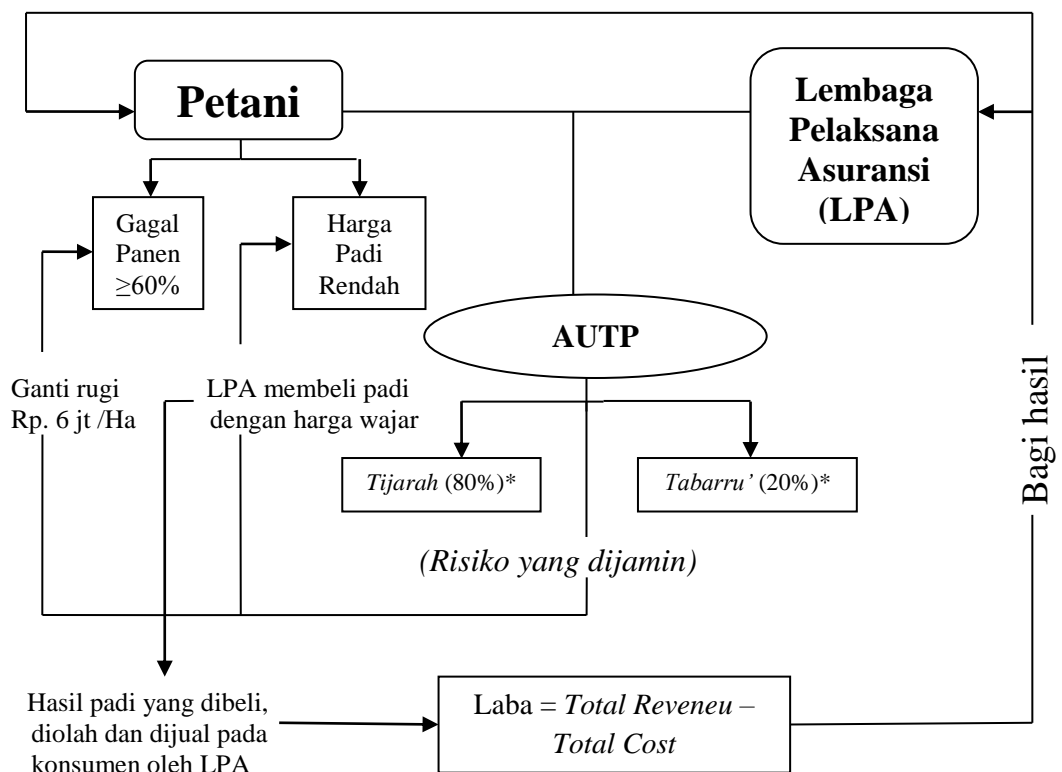 Petani
Lembaga
Pelaksana
Asuransi
(LPA)
Gagal
Panen
≥60%
Harga
Padi
Rendah
AUTP
Ganti rugi
Rp. 6 jt /Ha
LPA membeli padi
dengan harga wajar
Tijarah (80%)*
Tabarru’ (20%)*
Bagi hasil
(Risiko yang dijamin)
Hasil padi yang dibeli,
diolah dan dijual pada
konsumen oleh LPA
Laba = Total Reveneu –
Total Cost